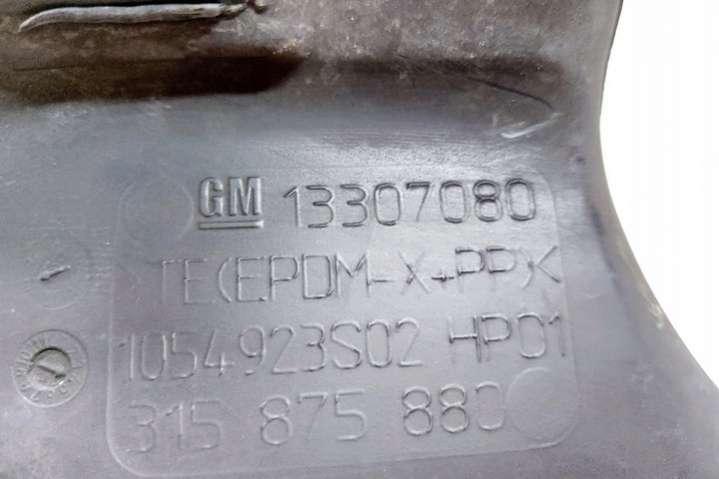 GM 13307080
TE(EPDM-X+PP)<
1054923S02 HP01
315 875 880